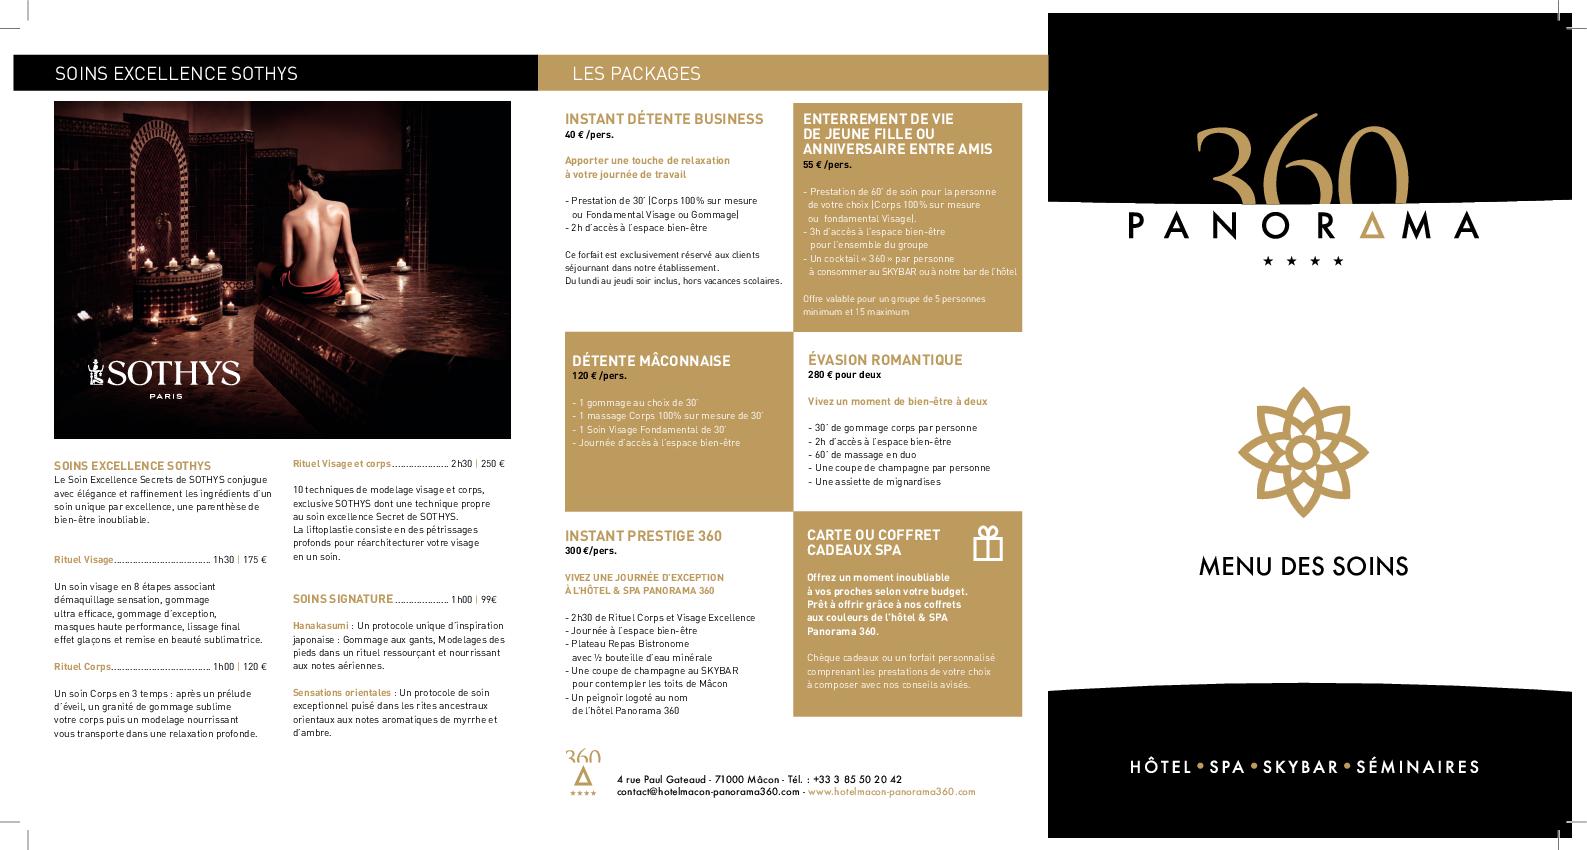 SOINS EXCELLENCE SOTHYS
SOTHYS
PARIS
SOINS EXCELLENCE SOTHYS
Le Soin Excellence Secrets de SOTHYS conjugue
avec élégance et raffinement les ingrédients d'un
soin unique par excellence, une parenthèse de
bien-être inoubliable.
Rituel Visage................................... 1h30 | 175 €
Un soin visage en 8 étapes associant
démaquillage sensation, gommage
ultra efficace, gommage d'exception,
masques haute performance, lissage final
effet glaçons et remise en beauté sublimatrice.
Rituel Corps.................................... 1h00 | 120 €
Un soin Corps en 3 temps : après un prélude
d'éveil, un granité de gommage sublime
votre corps puis un modelage nourrissant
vous transporte dans une relaxation profonde.
Rituel Visage et corps.................... 2h30 | 250 €
10 techniques de modelage visage et corps,
exclusive SOTHYS dont une technique propre
au soin excellence Secret de SOTHYS.
La liftoplastie consiste en des pétrissages
profonds pour réarchitecturer votre visage
en un soin.
SOINS SIGNATURE ................... 1h00 | 99€
Hanakasumi : Un protocole unique d'inspiration
japonaise : Gommage aux gants, Modelages des
pieds dans un rituel ressourçant et nourrissant
aux notes aériennes.
Sensations orientales : Un protocole de soin
exceptionnel puisé dans les rites ancestraux
orientaux aux notes aromatiques de myrrhe et
d'ambre.
LES PACKAGES
INSTANT DÉTENTE BUSINESS
40 € /pers.
Apporter une touche de relaxation
à votre journée de travail
- Prestation de 30' (Corps 100% sur mesure
ou Fondamental Visage ou Gommage)
- 2h d'accès à l'espace bien-être
Ce forfait est exclusivement réservé aux clients
séjournant dans notre établissement.
Du lundi au jeudi soir inclus, hors vacances scolaires.
ENTERREMENT DE VIE
DE JEUNE FILLE OU
ANNIVERSAIRE ENTRE AMIS
55 € /pers.
- Prestation de 60' de soin pour la personne
de votre choix (Corps 100% sur mesure
ou fondamental Visage).
- 3h d'accès à l'espace bien-être
pour l'ensemble du groupe
- Un cocktail « 360 » par personne
à consommer au SKYBAR ou à notre bar de l'hôtel
Offre valable pour un groupe de 5 personnes
minimum et 15 maximum
DÉTENTE MÂCONNAISE
120 € /pers.
- 1 gommage au choix de 30'
- 1 massage Corps 100% sur mesure de 30'
- 1 Soin Visage Fondamental de 30'
- Journée d'accès à l'espace bien-être
ÉVASION ROMANTIQUE
280 € pour deux
Vivez un moment de bien-être à deux
- 30' de gommage corps par personne
- 2h d'accès à l'espace bien-être
- 60' de massage en duo
- Une coupe de champagne par personne
- Une assiette de mignardises
INSTANT PRESTIGE 360
300 €/pers.
VIVEZ UNE JOURNÉE D'EXCEPTION
À L'HÔTEL & SPA PANORAMA 360
- 2h30 de Rituel Corps et Visage Excellence
- Journée à l'espace bien-être
- Plateau Repas Bistronome
avec ½ bouteille d'eau minérale
- Une coupe de champagne au SKYBAR
pour contempler les toits de Mâcon
- Un peignoir logoté au nom
de l'hôtel Panorama 360
CARTE OU COFFRET
CADEAUX SPA
Offrez un moment inoubliable
à vos proches selon votre budget.
Prêt à offrir grâce à nos coffrets
aux couleurs de l'hôtel & SPA
Panorama 360.
Chèque cadeaux ou un forfait personnalisé
comprenant les prestations de votre choix
à composer avec nos conseils avisés.
360
4 rue Paul Gateaud - 71000 Mâcon - Tél. : +33 3 85 50 20 42
contact@hotelmacon-panorama360.com - www.hotelmacon-panorama360.com
360
PANORAMA
MENU DES SOINS
HÔTEL • SPA • SKYBAR • SÉMINAIRES